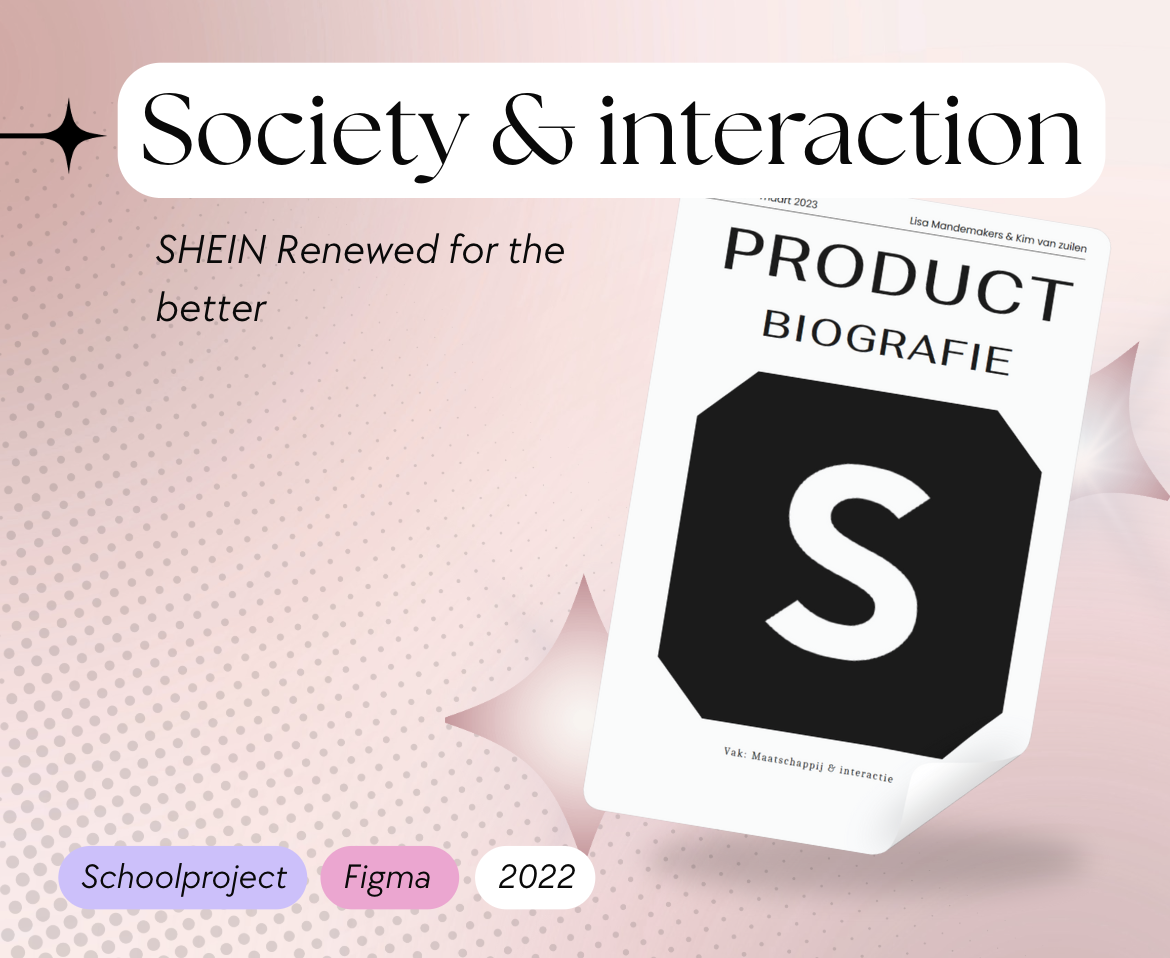 Society & interaction
SHEIN Renewed for the
better
maart 2023
Lisa Mandemakers & Kim van zuilen
PRODUCT
BIOGRAFIE
S
Vak: Maatschappij & interactie
Schoolproject
Figma
2022